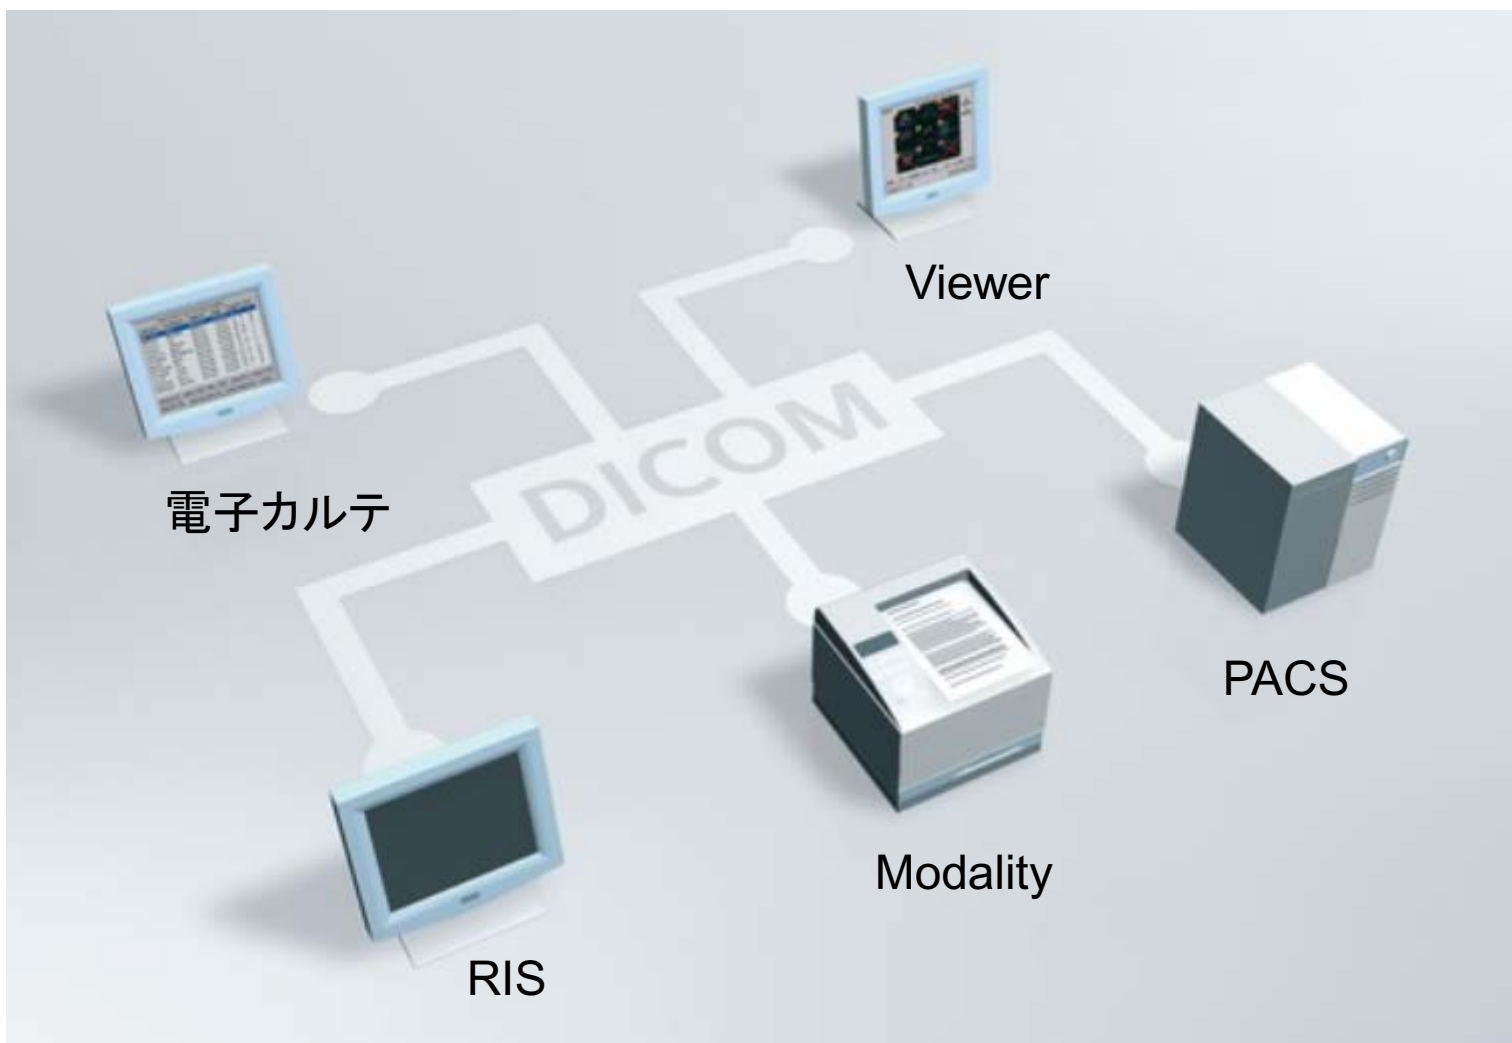 Viewer
DICOM
電子カルテ
PACS
Modality
RIS